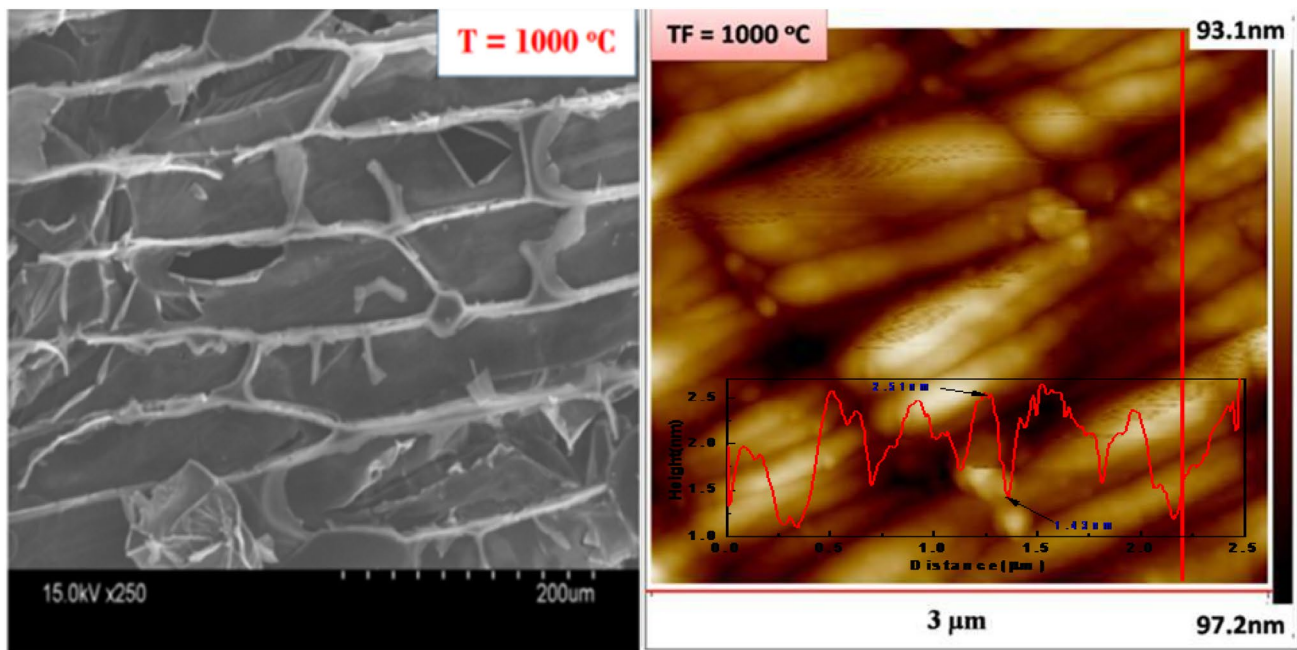 T = 1000 ºC
15.0kV x250
200um
TF = 1000 ºC
93.1nm
2.51nm
2.5
2.0
1.5
1.0
Height(nm)
1.43nm
0.0 0.5 1.0 1.5 2.0 2.5
Distance(µm)
3 µm
97.2nm